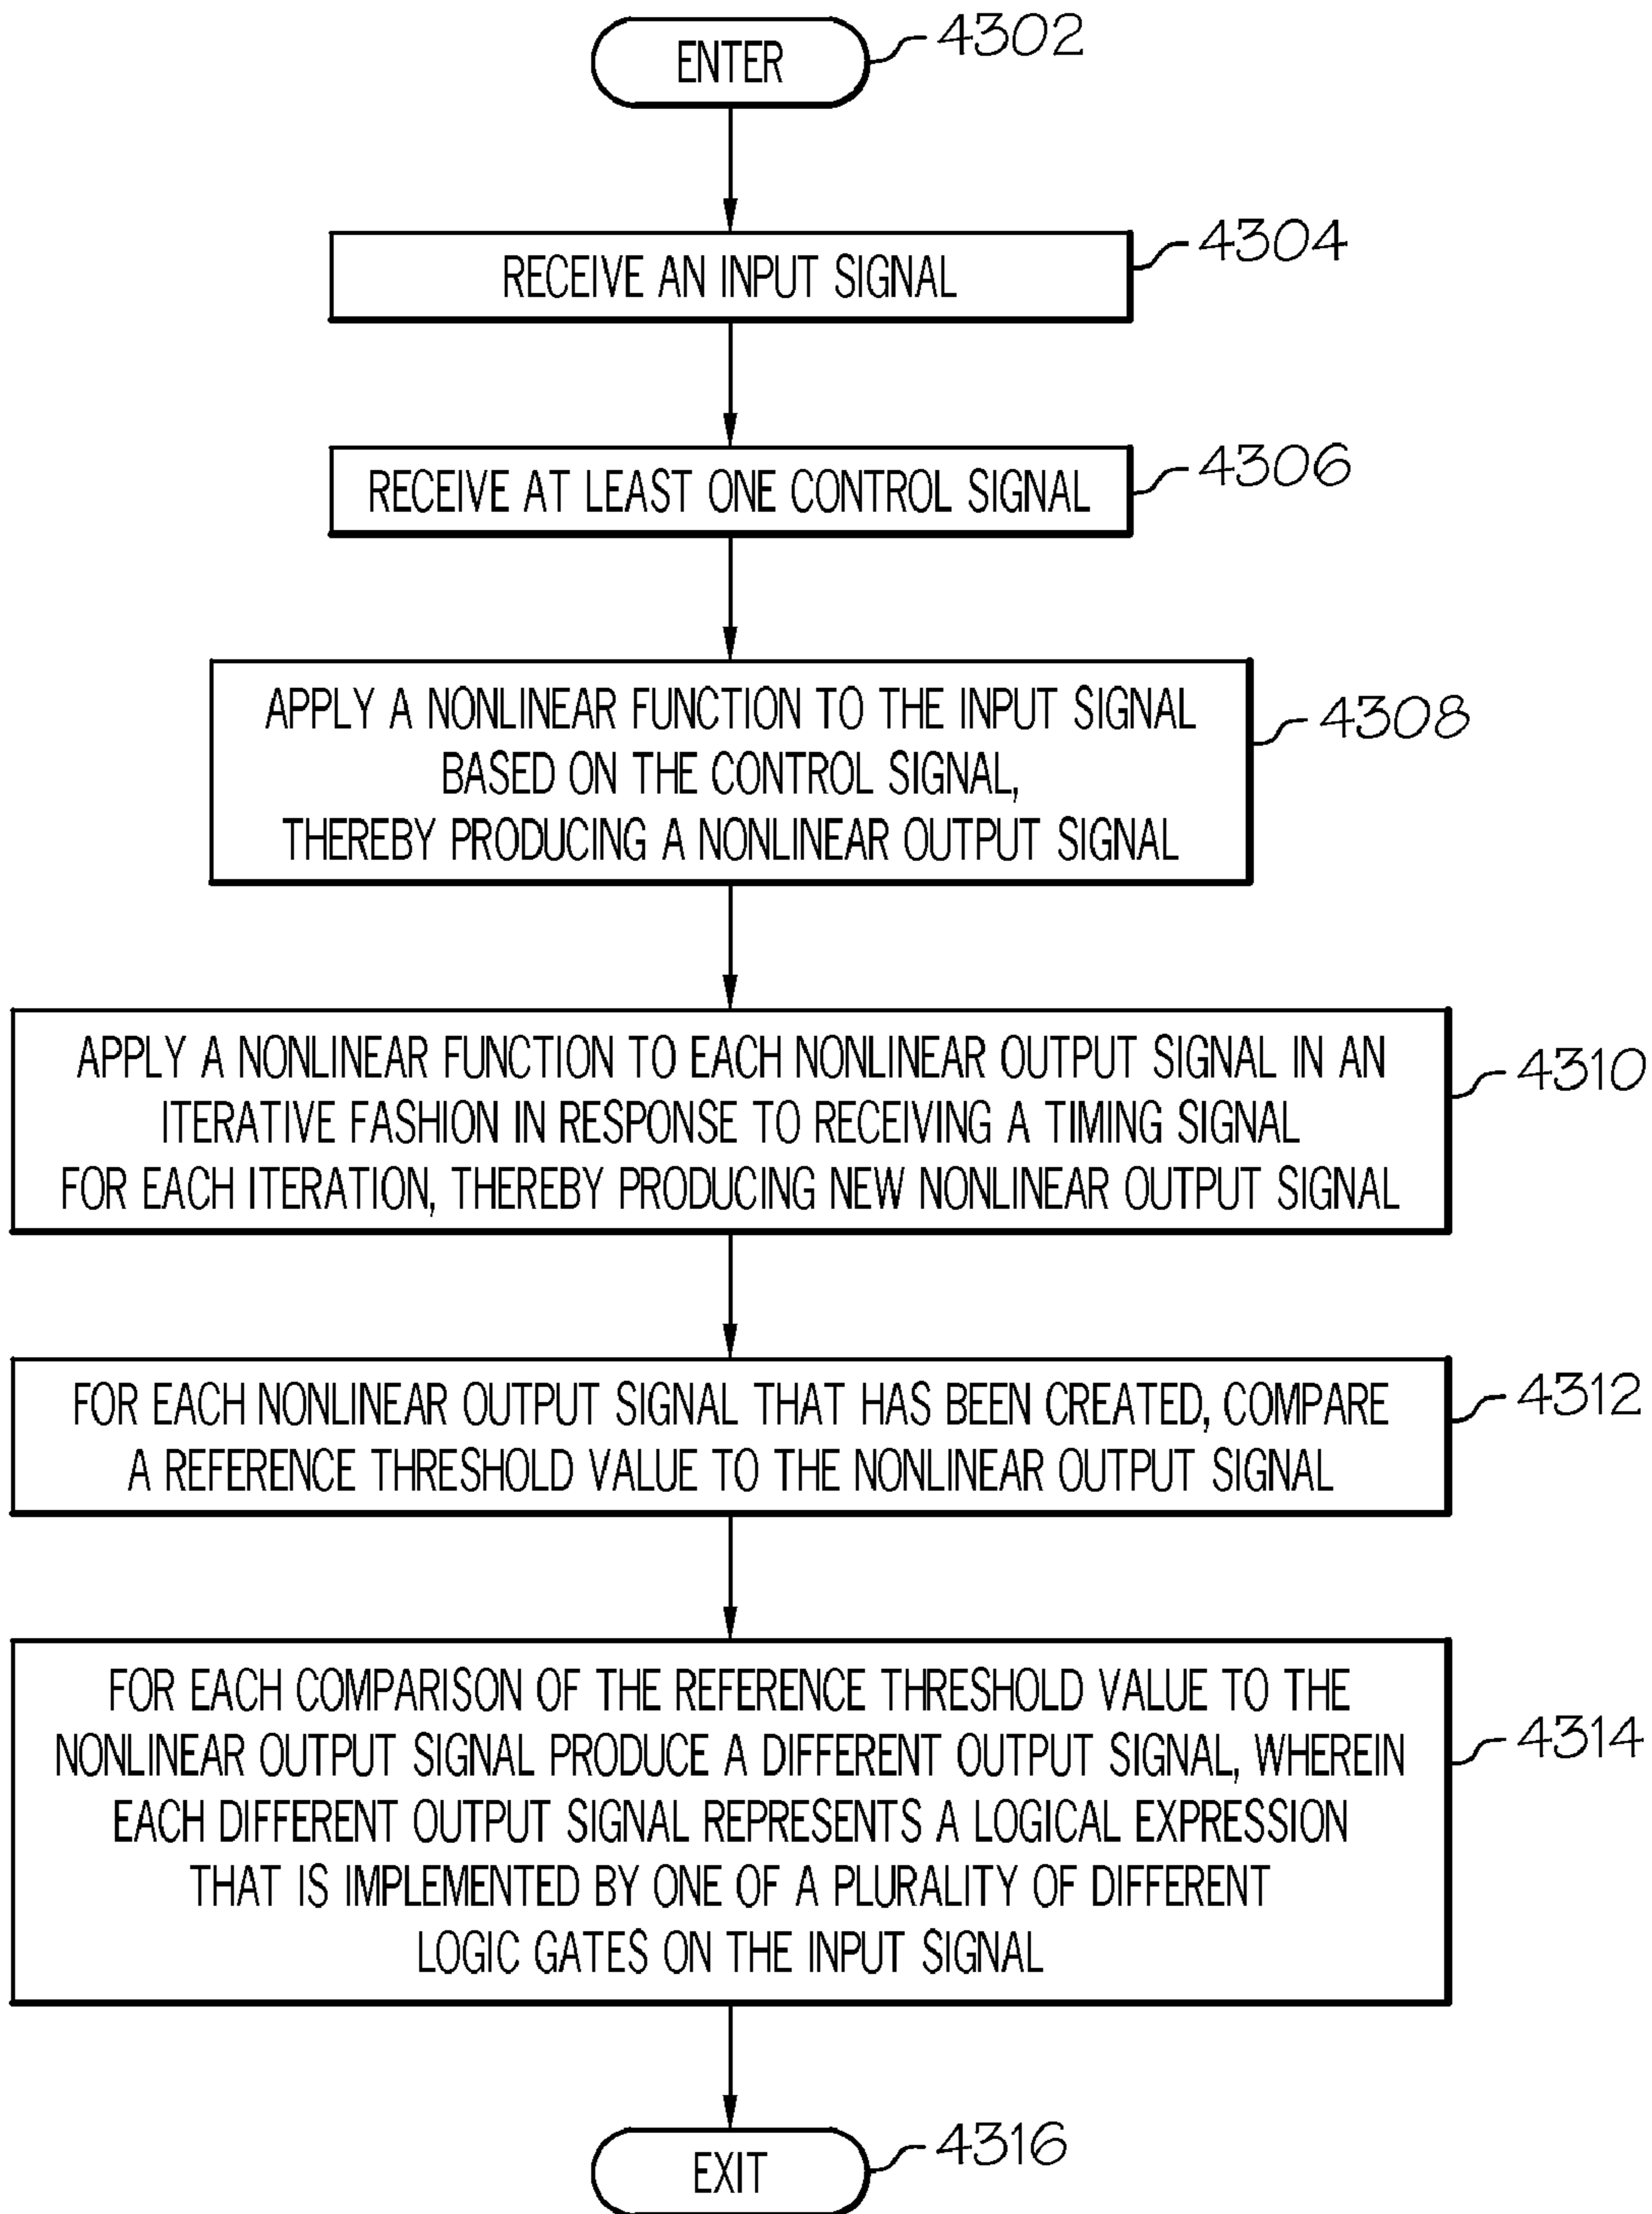 ENTER
4302
RECEIVE AN INPUT SIGNAL
4304
RECEIVE AT LEAST ONE CONTROL SIGNAL
4306
APPLY A NONLINEAR FUNCTION TO THE INPUT SIGNAL
BASED ON THE CONTROL SIGNAL,
THEREBY PRODUCING A NONLINEAR OUTPUT SIGNAL
4308
APPLY A NONLINEAR FUNCTION TO EACH NONLINEAR OUTPUT SIGNAL IN AN
ITERATIVE FASHION IN RESPONSE TO RECEIVING A TIMING SIGNAL
FOR EACH ITERATION, THEREBY PRODUCING NEW NONLINEAR OUTPUT SIGNAL
4310
FOR EACH NONLINEAR OUTPUT SIGNAL THAT HAS BEEN CREATED, COMPARE
A REFERENCE THRESHOLD VALUE TO THE NONLINEAR OUTPUT SIGNAL
4312
FOR EACH COMPARISON OF THE REFERENCE THRESHOLD VALUE TO THE
NONLINEAR OUTPUT SIGNAL PRODUCE A DIFFERENT OUTPUT SIGNAL, WHEREIN
EACH DIFFERENT OUTPUT SIGNAL REPRESENTS A LOGICAL EXPRESSION
THAT IS IMPLEMENTED BY ONE OF A PLURALITY OF DIFFERENT
LOGIC GATES ON THE INPUT SIGNAL
4314
EXIT
4316